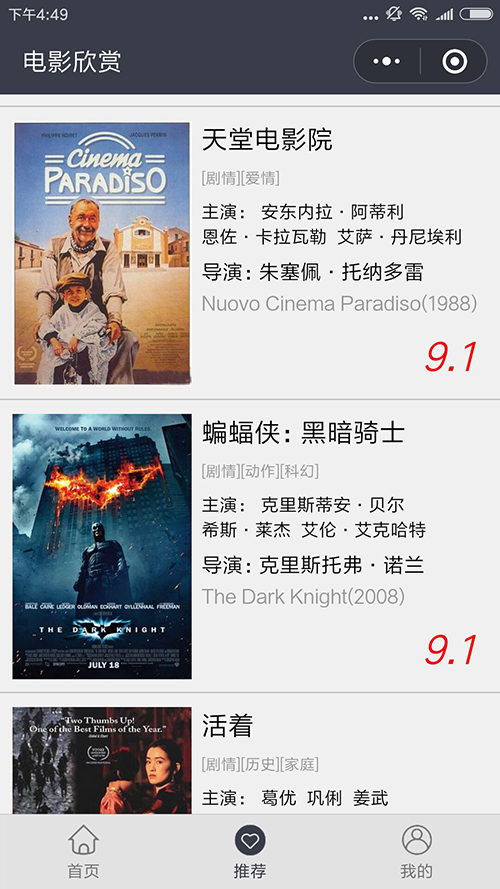 下午4:49
电影欣赏
PHILIPPE NOIRET JACQUES PERRIN
Cinema
PARADISO
天堂电影院
[剧情][爱情]
主演： 安东内拉·阿蒂利
恩佐·卡拉瓦勒 艾萨·丹尼埃利
导演：朱塞佩·托纳多雷
Nuovo Cinema Paradiso(1988)
9.1
WELCOME TO A WORLD WITHOUT RULES.
BALE CAINE LEDGER OLDMAN ECKHART GYLLENHAAL FREEMAN
THE DARK KNIGHT
JULY 18
蝙蝠侠：黑暗骑士
[剧情][动作][科幻]
主演： 克里斯蒂安·贝尔
希斯·莱杰 艾伦·艾克哈特
导演：克里斯托弗·诺兰
The Dark Knight(2008)
9.1
"Two Thumbs Up!
One of the Best Films of the Year."
活着
[剧情][历史][家庭]
主演： 葛优 巩俐 姜武
首页
推荐
我的